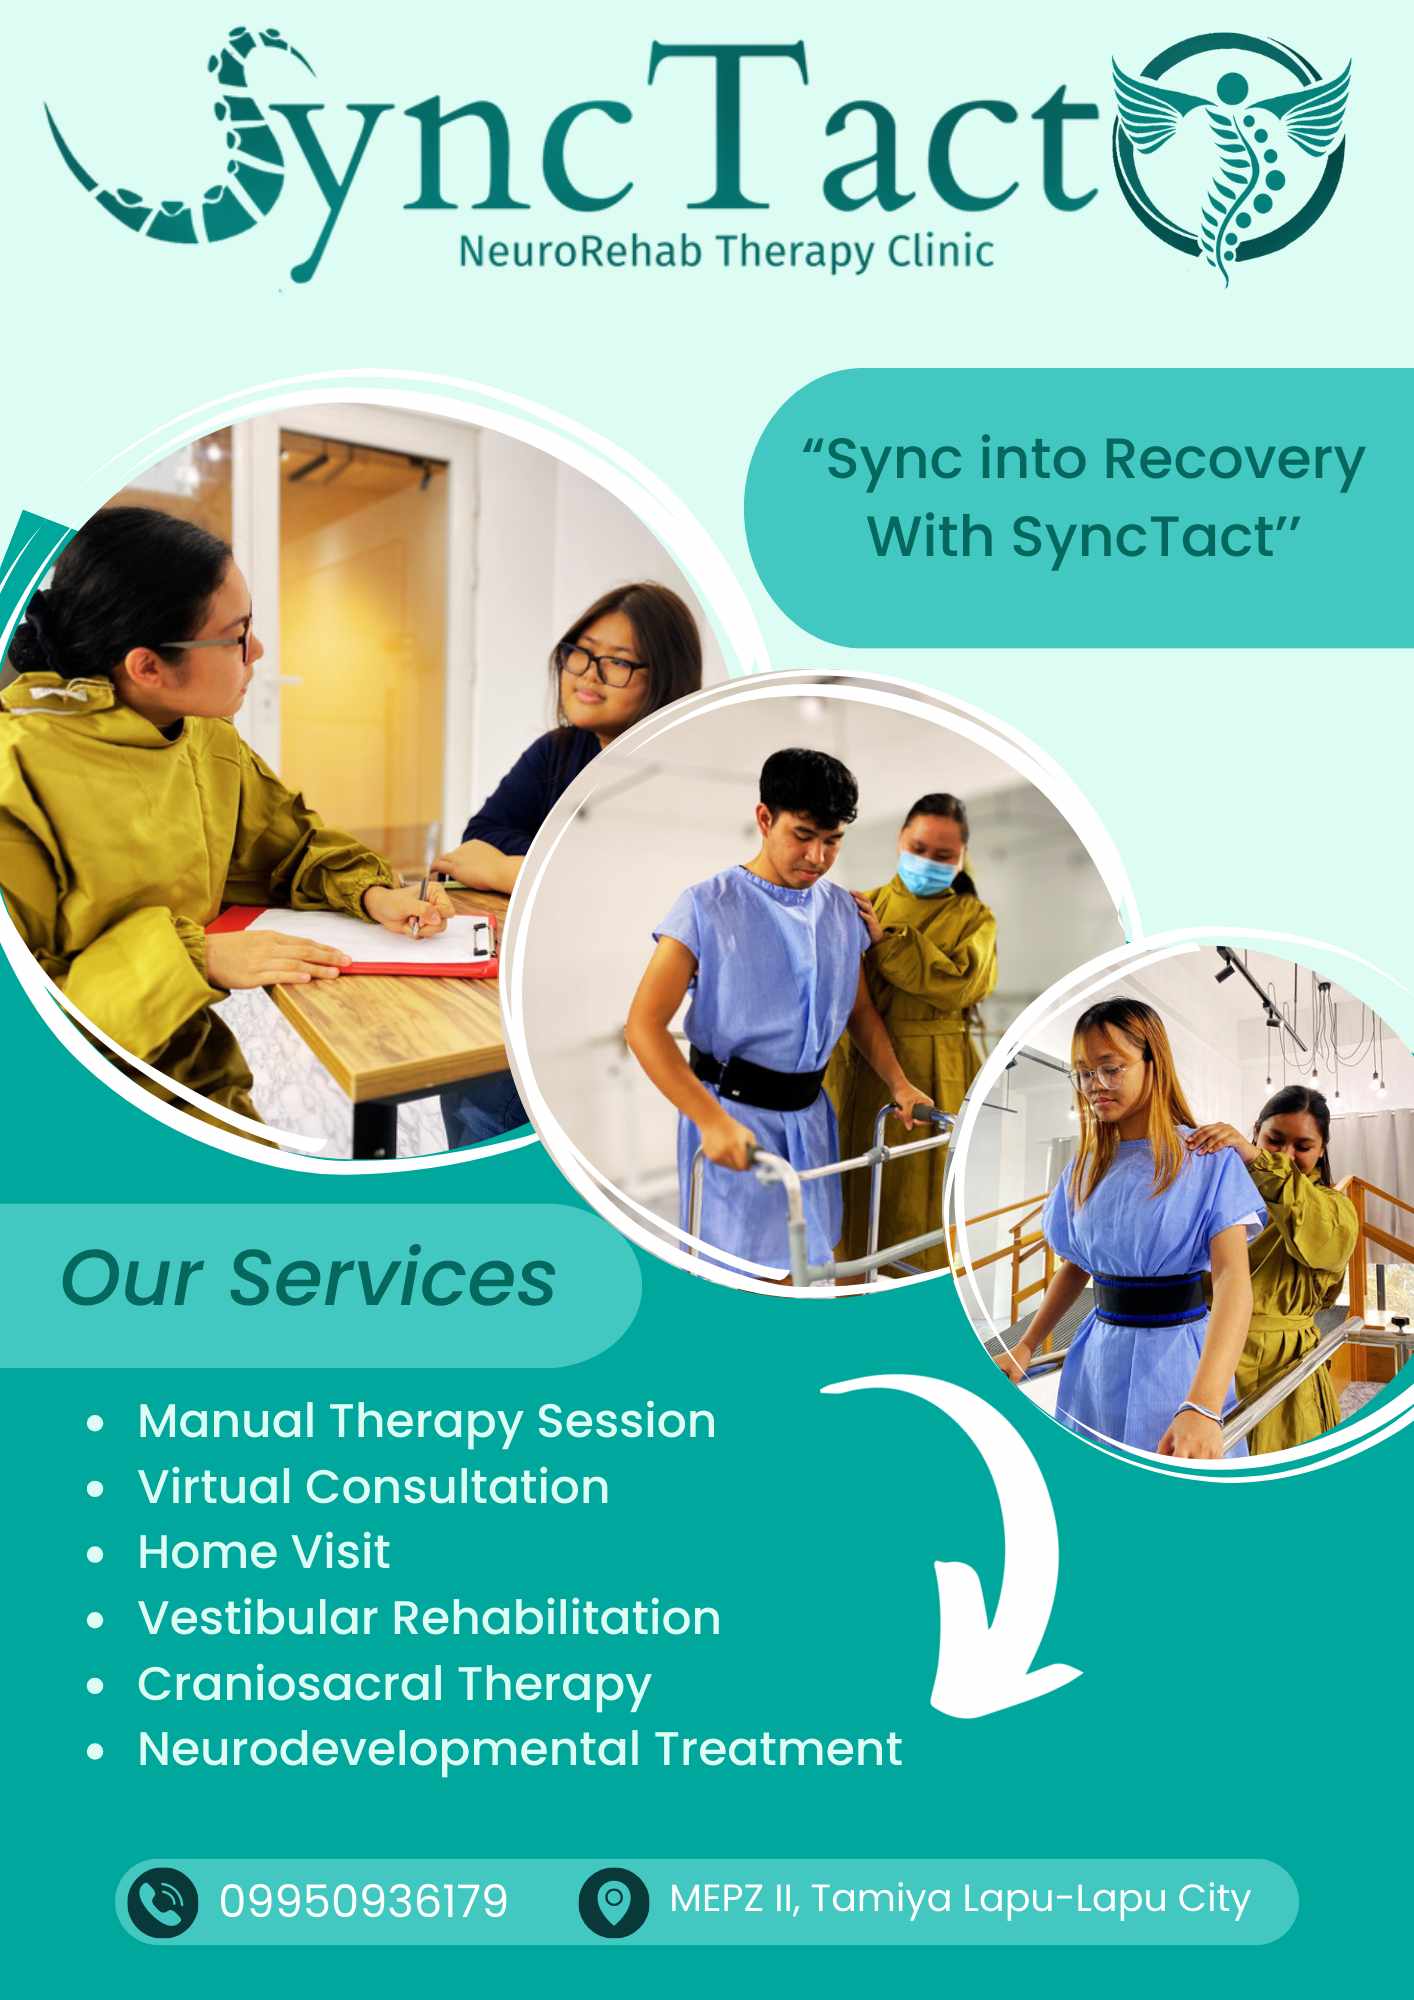 SyncTact
NeuroRehab Therapy Clinic
“Sync into Recovery
With SyncTact’’
Our Services
• Manual Therapy Session
• Virtual Consultation
• Home Visit
• Vestibular Rehabilitation
• Craniosacral Therapy
• Neurodevelopmental Treatment
09950936179
MEPZ II, Tamiya Lapu-Lapu City